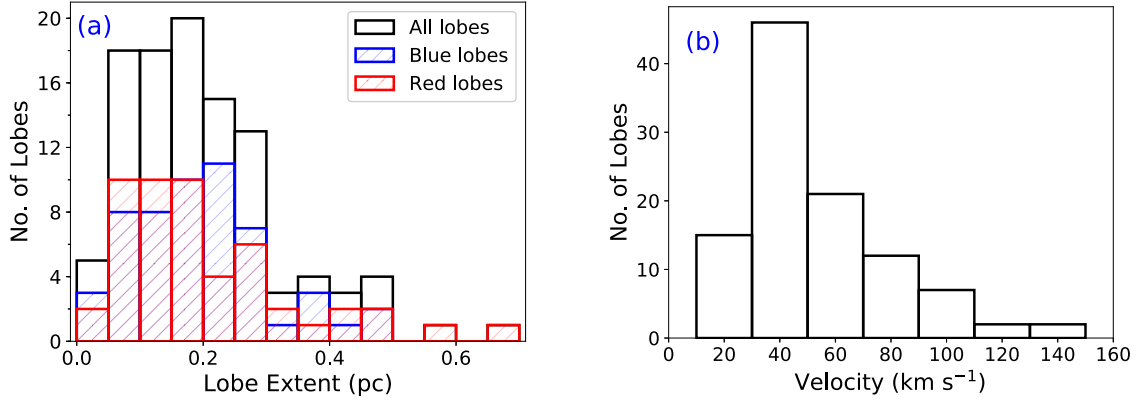 (a)
All lobes
Blue lobes
Red lobes
20
16
12
8
4
0
No. of Lobes
0.0 0.2 0.4 0.6
Lobe Extent (pc)
(b)
40
30
20
10
0
No. of Lobes
0 20 40 60 80 100 120 140 160
Velocity (km s⁻¹)